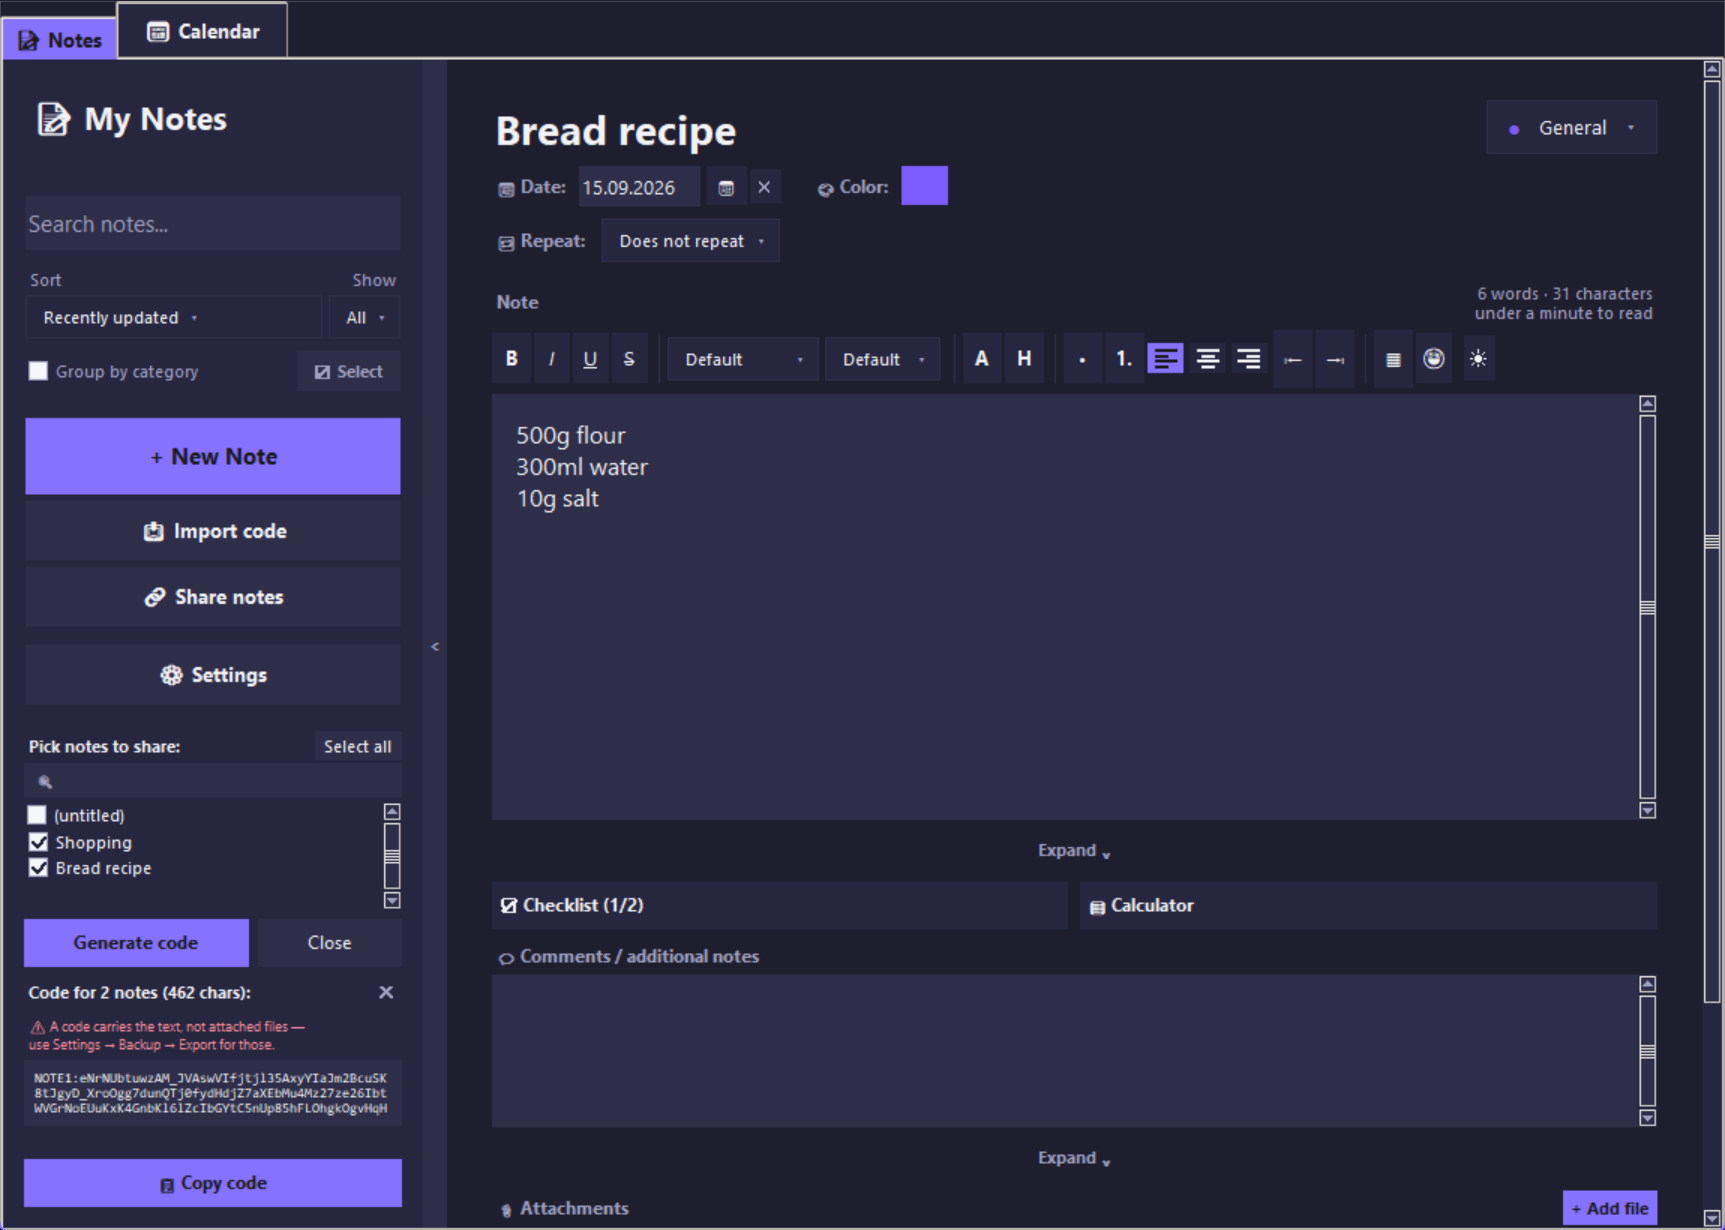 Notes
Calendar
My Notes
Search notes...
Sort
Show
Recently updated
All
Group by category
Select
+ New Note
Import code
Share notes
Settings
Pick notes to share:
Select all
(untitled)
Shopping
Bread recipe
Generate code
Close
Code for 2 notes (462 chars):
⚠ A code carries the text, not attached files —
use Settings → Backup → Export for those.
NOTE1:eNrNUbtuwzAM_JVAswVIfjtjl35AxyYIaJm2BcuSK
8tJgyD_XroOgg7dunQTj0fydHdjZ7aXEbMu4Mz27ze26Ibt
WVGrNoEUuKxK4GnbKl6lZcIbGYtC5nUp85hFLOhgkOgvHqH
Copy code
<
Bread recipe
General
Date:
15.09.2026
×
Color:
Repeat:
Does not repeat
Note
6 words · 31 characters
under a minute to read
B
I
U
S
Default
Default
A
H
1.
500g flour
300ml water
10g salt
Expand
Checklist (1/2)
Calculator
Comments / additional notes
Expand
Attachments
+ Add file